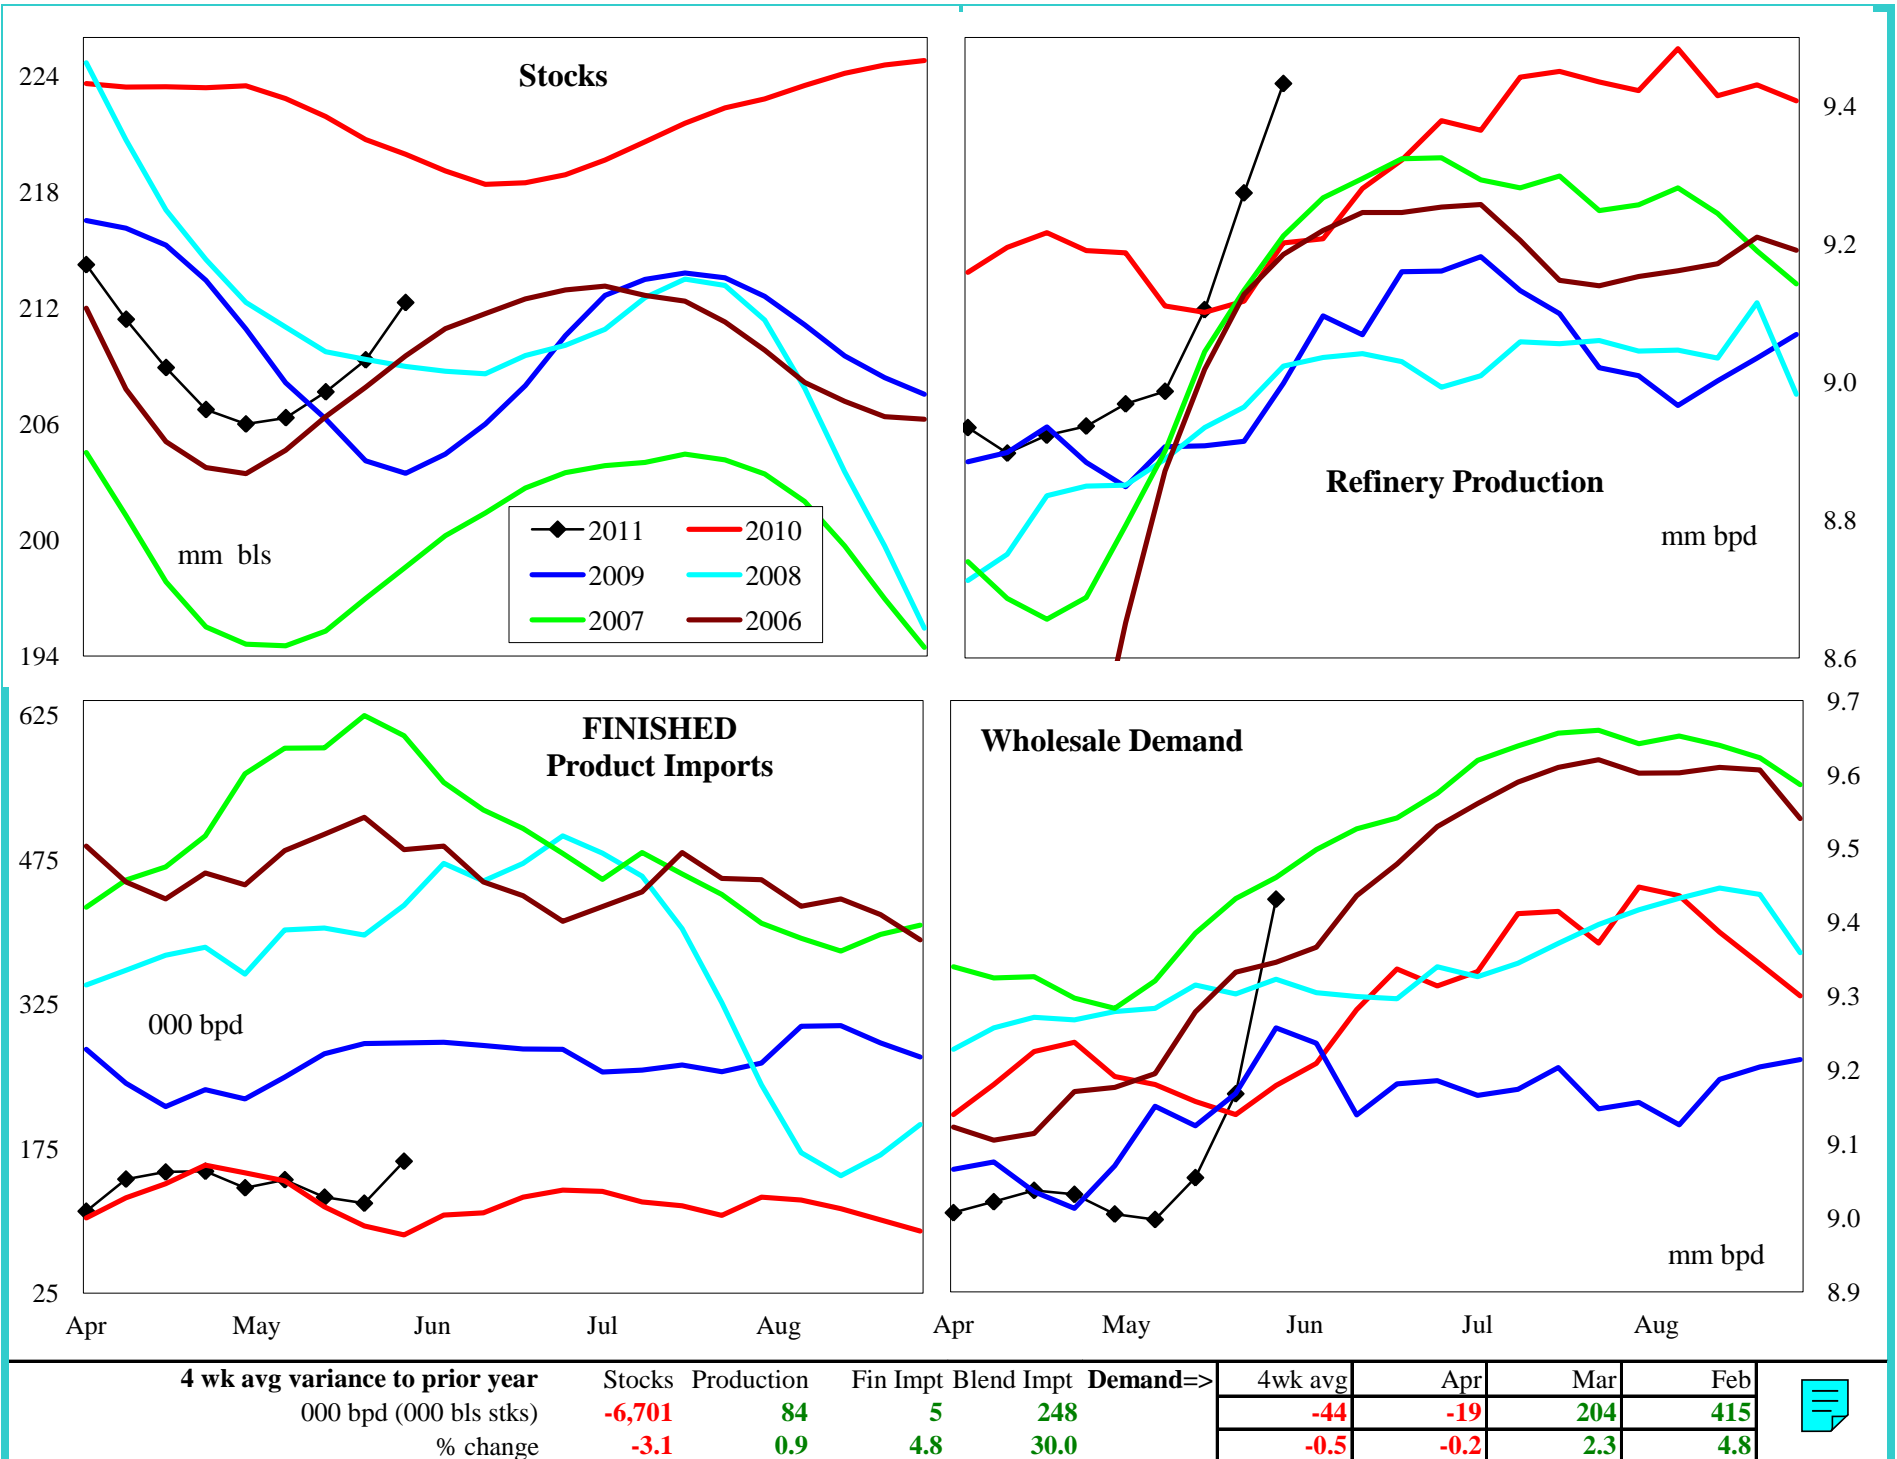 Stocks
224
218
212
206
200
194
mm bls
2011
2010
2009
2008
2007
2006
Refinery Production
mm bpd
9.4
9.2
9.0
8.8
8.6
FINISHED
Product Imports
625
475
325
175
25
000 bpd
Apr May Jun Jul Aug
Wholesale Demand
9.7
9.6
9.5
9.4
9.3
9.2
9.1
9.0
8.9
mm bpd
Apr May Jun Jul Aug
4 wk avg variance to prior year Stocks Production Fin Impt Blend Impt Demand=> 4wk avg Apr Mar Feb
000 bpd (000 bls stks) -6,701 84 5 248 -44 -19 204 415
% change -3.1 0.9 4.8 30.0 -0.5 -0.2 2.3 4.8